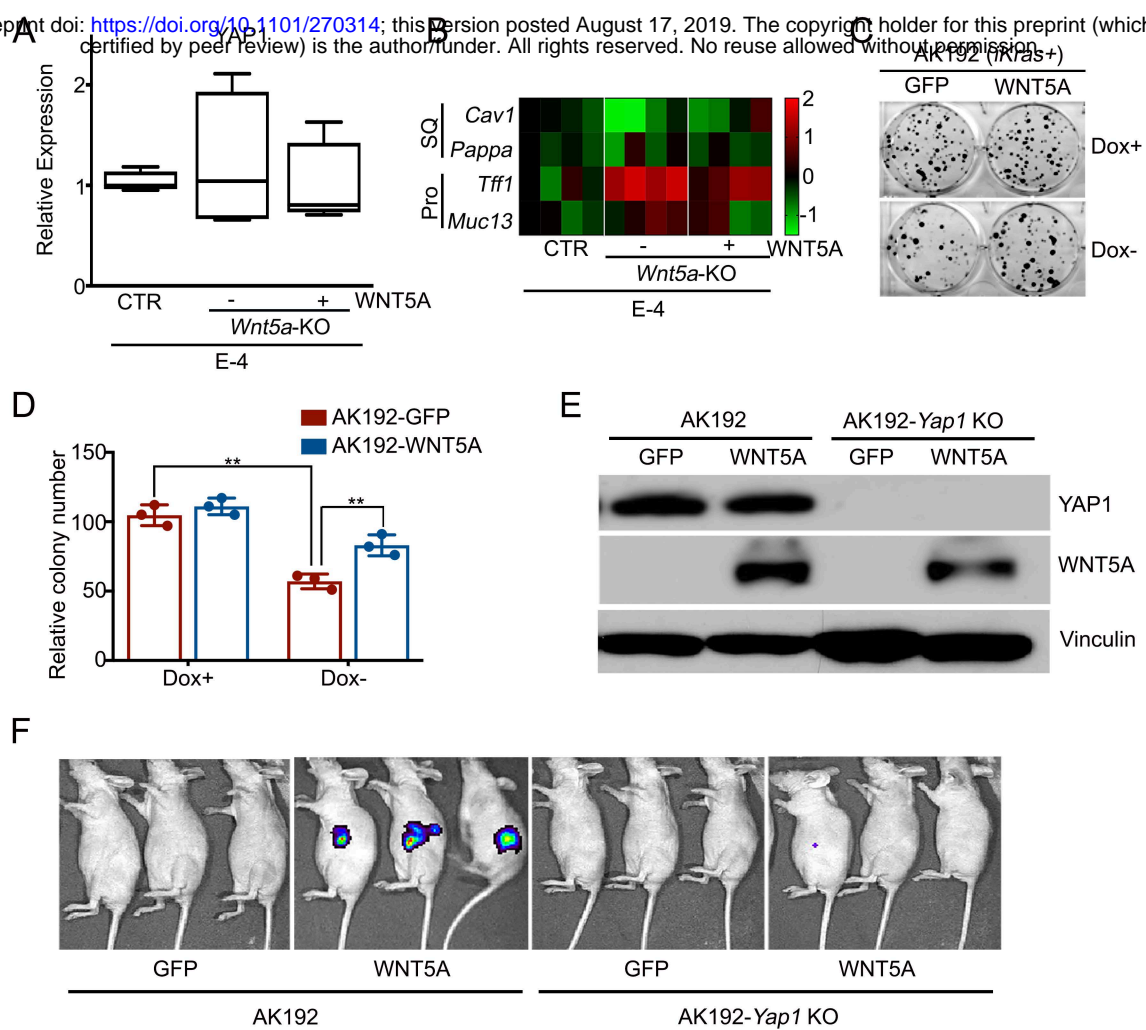 eprint doi: https://doi.org/10.1101/270314; this version posted August 17, 2019. The copyright holder for this preprint (which
certified by peer review) is the author/funder. All rights reserved. No reuse allowed without permission.
A
YAP1
Relative Expression
2
1
0
CTR
-
+
WNT5A
Wnt5a-KO
E-4
B
SQ
Pro
Cav1
Pappa
Tff1
Muc13
2
1
0
-1
CTR
-
+
WNT5A
Wnt5a-KO
E-4
C
AK192 (iKras+)
GFP
WNT5A
Dox+
Dox-
D
AK192-GFP
AK192-WNT5A
Relative colony number
150
100
50
0
**
**
Dox+
Dox-
E
AK192
AK192-Yap1 KO
GFP
WNT5A
GFP
WNT5A
YAP1
WNT5A
Vinculin
F
GFP
WNT5A
GFP
WNT5A
AK192
AK192-Yap1 KO